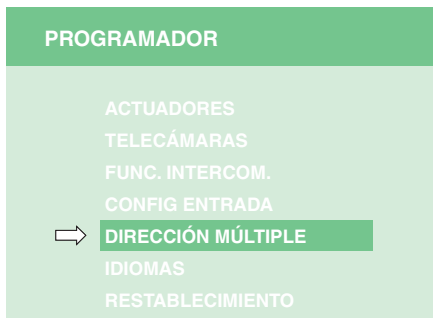 PROGRAMADOR
ACTUADORES
TELECÁMARAS
FUNC. INTERCOM.
CONFIG ENTRADA
DIRECCIÓN MÚLTIPLE
IDIOMAS
RESTABLECIMIENTO